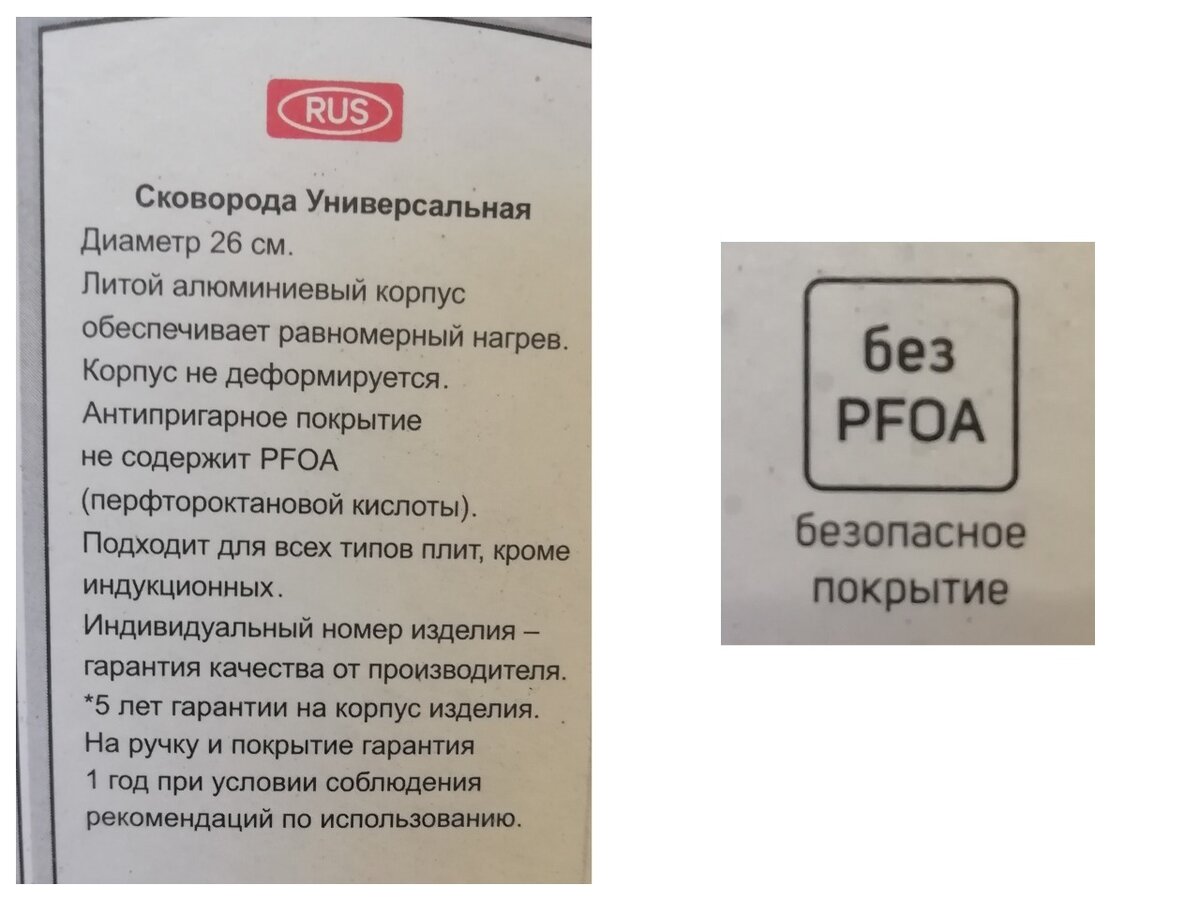 RUS
Сковорода Универсальная
Диаметр 26 см.
Литой алюминиевый корпус
обеспечивает равномерный нагрев.
Корпус не деформируется.
Антипригарное покрытие
не содержит PFOA
(перфтороктановой кислоты).
Подходит для всех типов плит, кроме
индукционных.
Индивидуальный номер изделия –
гарантия качества от производителя.
*5 лет гарантии на корпус изделия.
На ручку и покрытие гарантия
1 год при условии соблюдения
рекомендаций по использованию.
без
PFOA
безопасное
покрытие